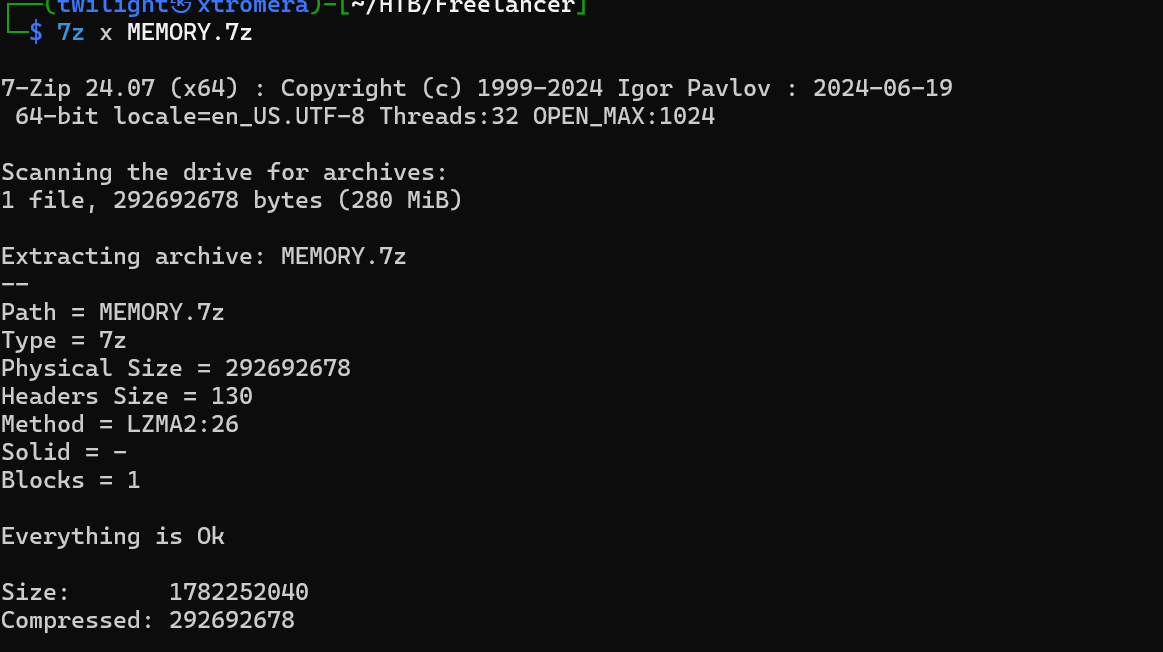 ┌──(twilight㉿xtromera)-[~/HTB/Freelancer]
└─$ 7z x MEMORY.7z
7-Zip 24.07 (x64) : Copyright (c) 1999-2024 Igor Pavlov : 2024-06-19
 64-bit locale=en_US.UTF-8 Threads:32 OPEN_MAX:1024
Scanning the drive for archives:
1 file, 292692678 bytes (280 MiB)
Extracting archive: MEMORY.7z
--
Path = MEMORY.7z
Type = 7z
Physical Size = 292692678
Headers Size = 130
Method = LZMA2:26
Solid = -
Blocks = 1
Everything is Ok
Size:       1782252040
Compressed: 292692678